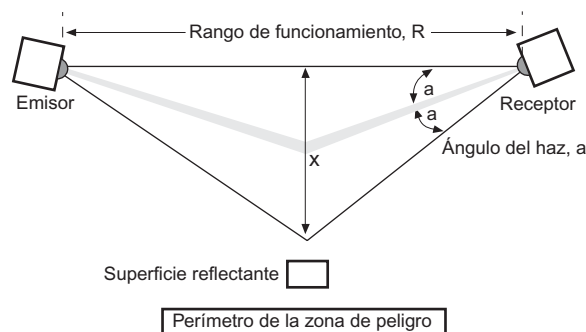 Rango de funcionamiento, R
Emisor
Receptor
a
a
Ángulo del haz, a
x
Superficie reflectante
Perímetro de la zona de peligro